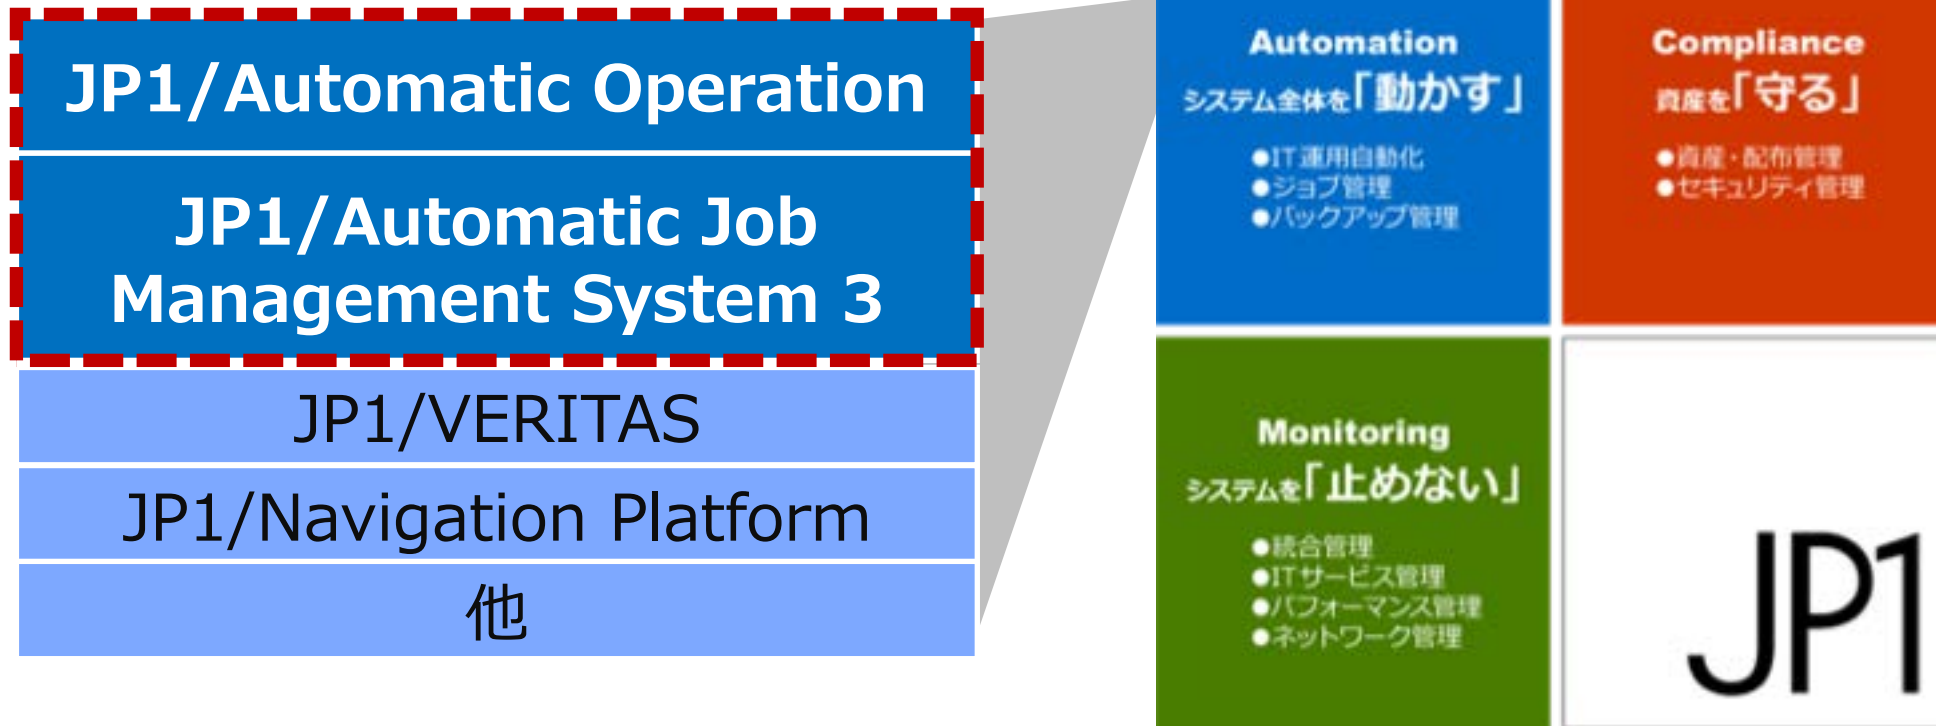 JP1/Automatic Operation
JP1/Automatic Job
Management System 3
JP1/VERITAS
JP1/Navigation Platform
他
Automation
システム全体を「動かす」
●IT運用自動化
●ジョブ管理
●バックアップ管理
Compliance
資産を「守る」
●資産・配布管理
●セキュリティ管理
Monitoring
システムを「止めない」
●統合管理
●ITサービス管理
●パフォーマンス管理
●ネットワーク管理
JP1